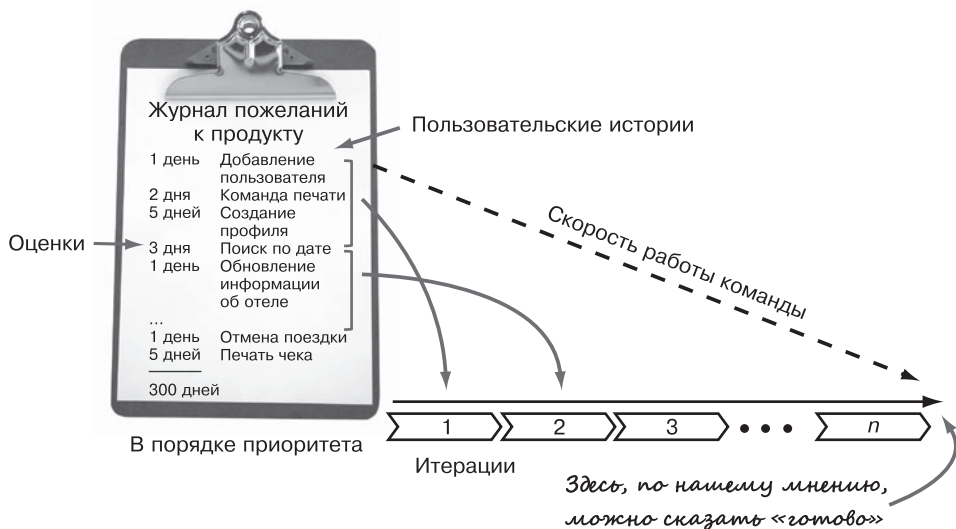 Журнал пожеланий
к продукту
Пользовательские истории
1 день Добавление
пользователя
2 дня Команда печати
5 дней Создание
профиля
Оценки
3 дня Поиск по дате
1 день Обновление
информации
об отеле
...
1 день Отмена поездки
5 дней Печать чека
300 дней
В порядке приоритета
Скорость работы команды
1 2 3 • • • n
Итерации
Здесь, по нашему мнению,
можно сказать «готово»